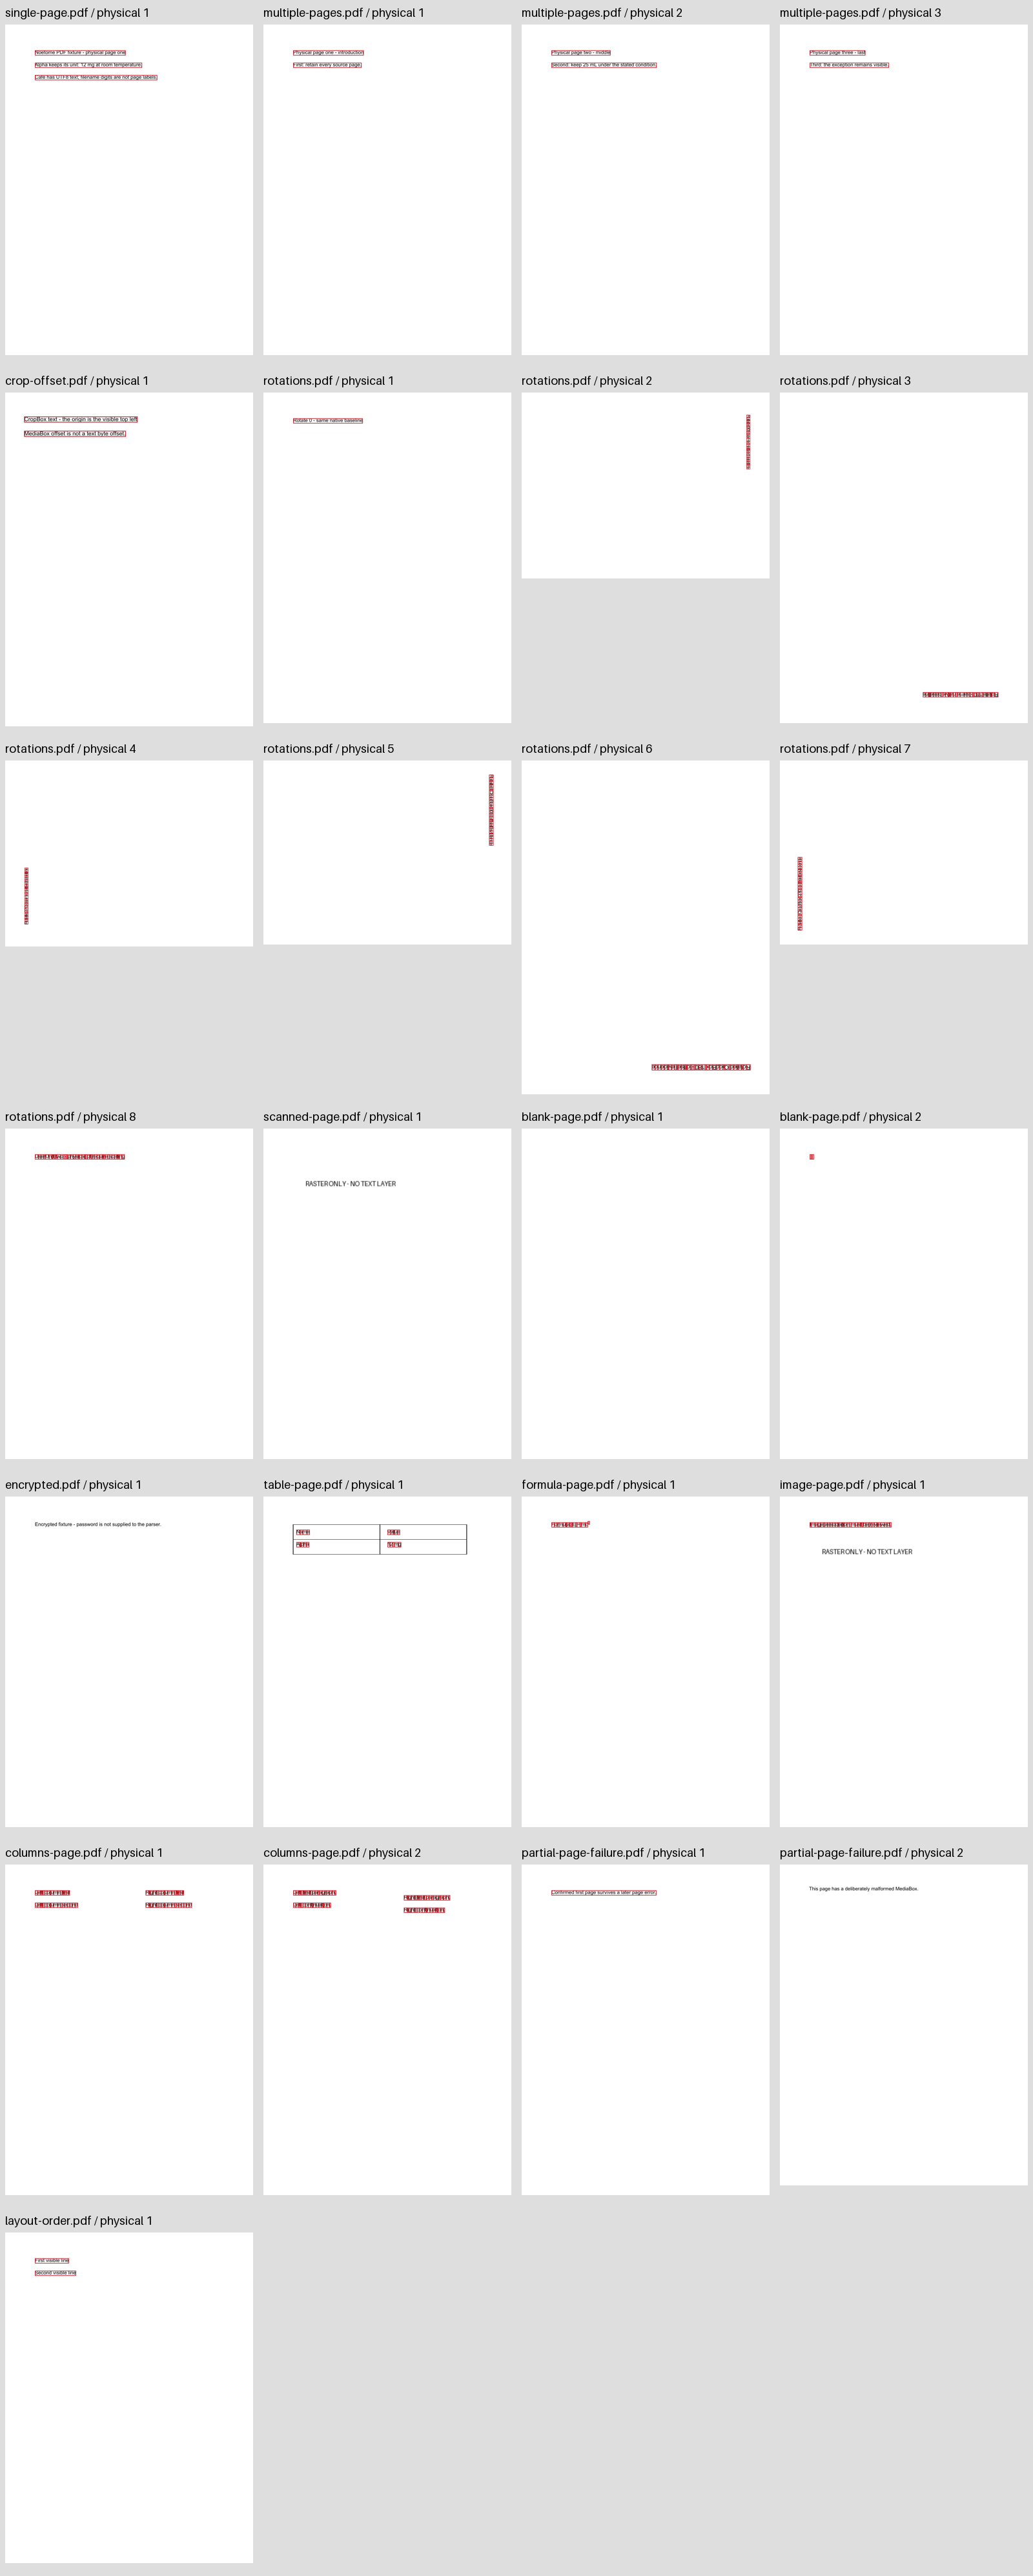 single-page.pdf / physical 1
Noetome PDF fixture - physical page one
Alpha keeps its unit: 12 mg at room temperature.
Cafe has UTF8 text; filename digits are not page labels.
multiple-pages.pdf / physical 1
Physical page one - introduction
First: retain every source page.
multiple-pages.pdf / physical 2
Physical page two - middle
Second: keep 25 mL under the stated condition.
multiple-pages.pdf / physical 3
Physical page three - last
Third: the exception remains visible.
crop-offset.pdf / physical 1
CropBox text - the origin is the visible top left
MediaBox offset is not a text byte offset.
rotations.pdf / physical 1
Rotate 0 - same native baseline
rotations.pdf / physical 2
rotations.pdf / physical 3
rotations.pdf / physical 4
rotations.pdf / physical 5
rotations.pdf / physical 6
rotations.pdf / physical 7
rotations.pdf / physical 8
scanned-page.pdf / physical 1
RASTER ONLY - NO TEXT LAYER
blank-page.pdf / physical 1
blank-page.pdf / physical 2
encrypted.pdf / physical 1
Encrypted fixture - password is not supplied to the parser.
table-page.pdf / physical 1
formula-page.pdf / physical 1
image-page.pdf / physical 1
RASTER ONLY - NO TEXT LAYER
columns-page.pdf / physical 1
columns-page.pdf / physical 2
partial-page-failure.pdf / physical 1
Confirmed first page survives a later page error.
partial-page-failure.pdf / physical 2
This page has a deliberately malformed MediaBox.
layout-order.pdf / physical 1
First visible line
Second visible line